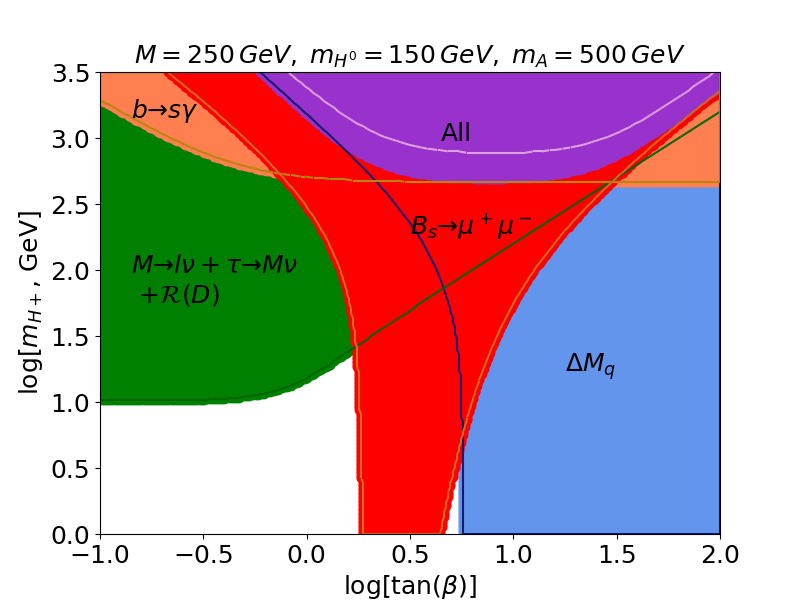 M = 250 GeV, m_{H^0} = 150 GeV, m_A = 500 GeV
3.5
3.0
2.5
2.0
1.5
1.0
0.5
0.0
log[m_{H+}, GeV]
b→sγ
All
B_s→μ^+μ^-
M→lν + τ→Mν
+ℛ(D)
ΔM_q
−1.0 −0.5 0.0 0.5 1.0 1.5 2.0
log[tan(β)]